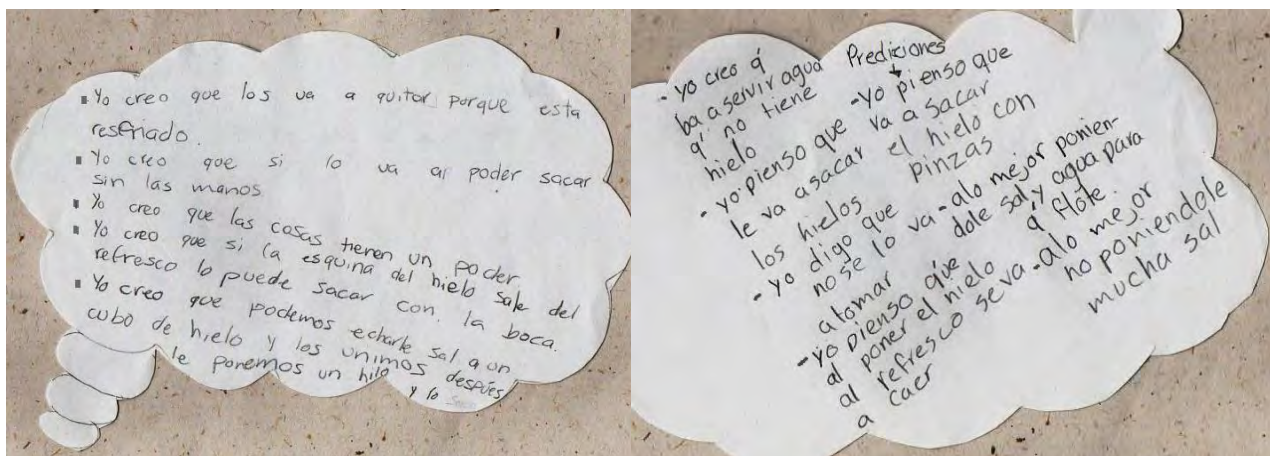 ▪ Yo creo que los va a quitar porque esta
resfriado.
▪ Yo creo que si lo va a poder sacar
sin las manos
▪ Yo creo que las cosas tienen un poder
▪ Yo creo que si la esquina del hielo sale del
refresco lo puede sacar con la boca.
▪ Yo creo que podemos echarle sal a un
cubo de hielo y los unimos despúes
le ponemos un hilo
y lo saco
Prediciones
- yo creo q'
ba a servir agua
q' no tiene
hielo
- yo pienso que
le va a sacar
los hielos
- yo digo que
no se lo va
a tomar
- yo pienso que
al poner el hielo
al refresco se va
a caer
- yo pienso que
va a sacar
el hielo con
pinzas
- alo mejor ponien-
dole sal y agua para
q' flote.
- alo mejor
no poniendole
mucha sal